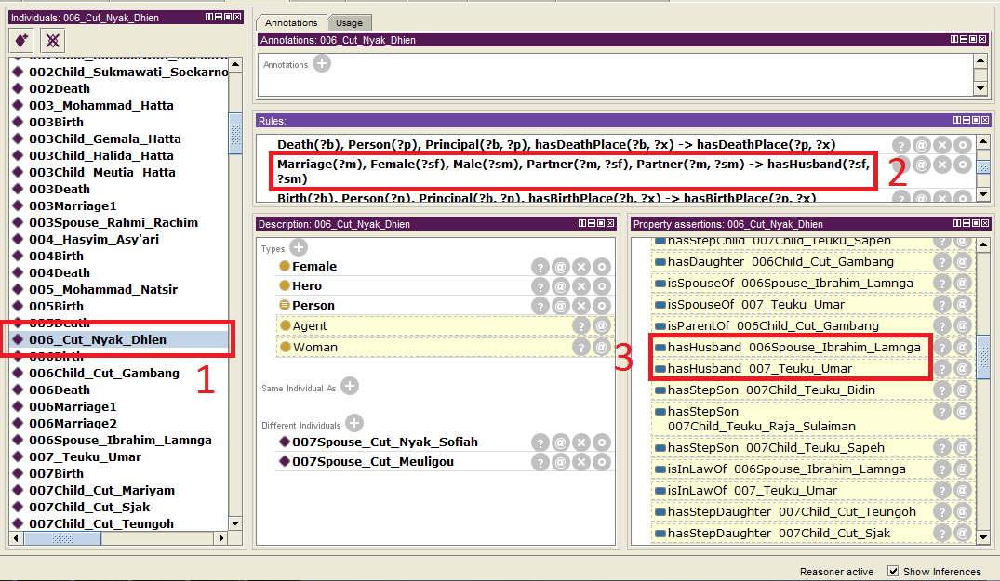 Individuals: 006_Cut_Nyak_Dhien
002Child_Sukmawati_Soekarno
002Death
003_Mohammad_Hatta
003Birth
003Child_Gemala_Hatta
003Child_Halida_Hatta
003Child_Meutia_Hatta
003Death
003Marriage1
003Spouse_Rahmi_Rachim
004_Hasyim_Asy'ari
004Birth
004Death
005_Mohammad_Natsir
005Birth
005Death
006_Cut_Nyak_Dhien
006Birth
006Child_Cut_Gambang
006Death
006Marriage1
006Marriage2
006Spouse_Ibrahim_Lamnga
007_Teuku_Umar
007Birth
007Child_Cut_Mariyam
007Child_Cut_Sjak
007Child_Cut_Teungoh
1
Annotations Usage
Annotations: 006_Cut_Nyak_Dhien
Annotations
Rules:
Death(?b), Person(?p), Principal(?b, ?p), hasDeathPlace(?b, ?x) -> hasDeathPlace(?p, ?x)
Marriage(?m), Female(?sf), Male(?sm), Partner(?m, ?sf), Partner(?m, ?sm) -> hasHusband(?sf,
?sm)
Birth(?b), Person(?p), Principal(?b, ?p), hasBirthPlace(?b, ?x) -> hasBirthPlace(?p, ?x)
2
Description: 006_Cut_Nyak_Dhien
Types
Female
Hero
Person
Agent
Woman
Same Individual As
Different Individuals
007Spouse_Cut_Nyak_Sofiah
007Spouse_Cut_Meuligou
3
Property assertions: 006_Cut_Nyak_Dhien
hasStepChild 007Child_Teuku_Sapeh
hasDaughter 006Child_Cut_Gambang
isSpouseOf 006Spouse_Ibrahim_Lamnga
isSpouseOf 007_Teuku_Umar
isParentOf 006Child_Cut_Gambang
hasHusband 006Spouse_Ibrahim_Lamnga
hasHusband 007_Teuku_Umar
hasStepSon 007Child_Teuku_Bidin
hasStepSon
007Child_Teuku_Raja_Sulaiman
hasStepSon 007Child_Teuku_Sapeh
isInLawOf 006Spouse_Ibrahim_Lamnga
isInLawOf 007_Teuku_Umar
hasStepDaughter 007Child_Cut_Teungoh
hasStepDaughter 007Child_Cut_Sjak
Reasoner active Show Inferences